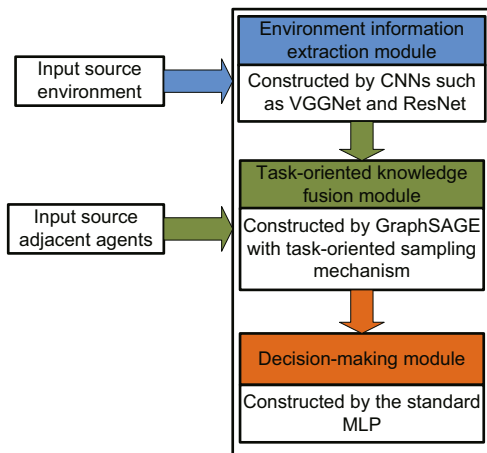 Environment information
extraction module
Input source
environment
Constructed by CNNs such
as VGGNet and ResNet
Task-oriented knowledge
fusion module
Input source
adjacent agents
Constructed by GraphSAGE
with task-oriented sampling
mechanism
Decision-making module
Constructed by the standard
MLP